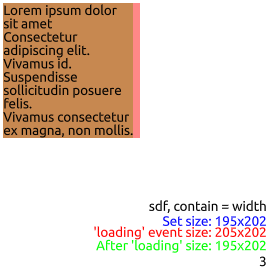 Lorem ipsum dolor
sit amet
Consectetur
adipiscing elit.
Vivamus id.
Suspendisse
sollicitudin posuere
felis.
Vivamus consectetur
ex magna, non mollis.
sdf, contain = width
Set size: 195x202
'loading' event size: 205x202
After 'loading' size: 195x202
3